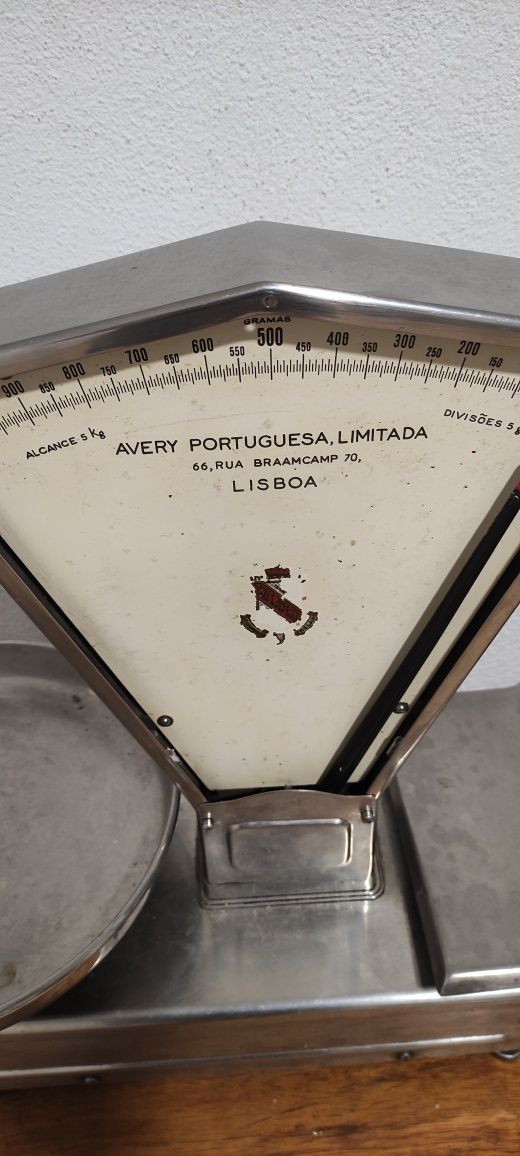 GRAMAS
900 850 800 750 700 650 600 550 500 450 400 350 300 250 200 150
ALCANCE 5 kg
DIVISÕES 5 g
AVERY PORTUGUESA, LIMITADA
66, RUA BRAAMCAMP 70,
LISBOA